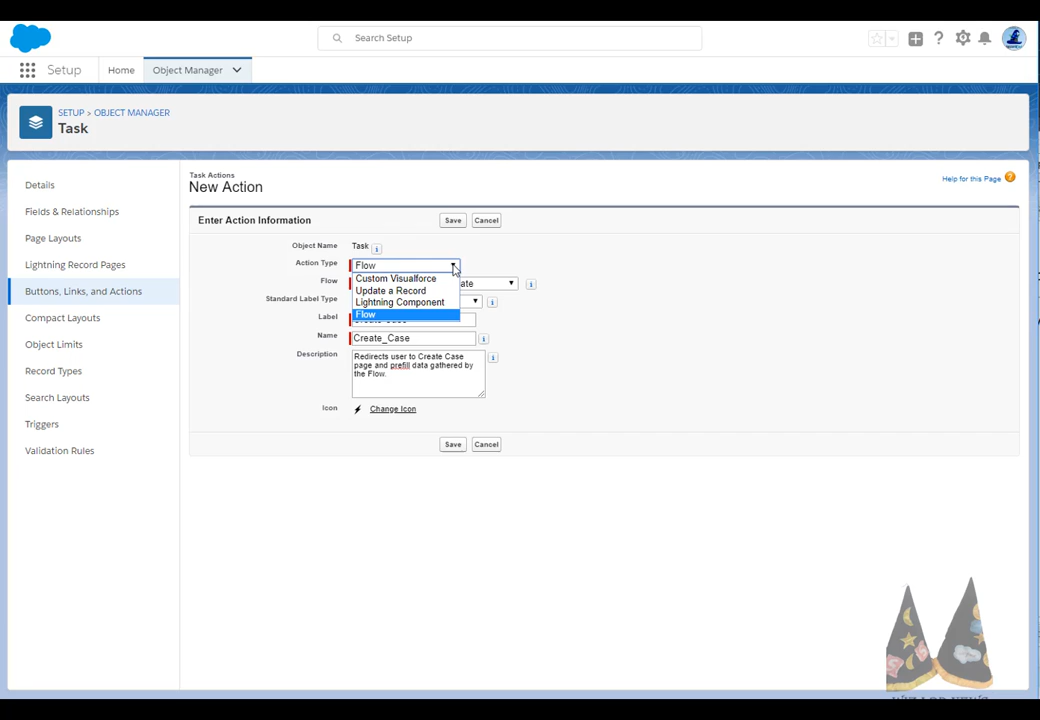 Search Setup
Setup
Home
Object Manager
SETUP > OBJECT MANAGER
Task
Details
Fields & Relationships
Page Layouts
Lightning Record Pages
Buttons, Links, and Actions
Compact Layouts
Object Limits
Record Types
Search Layouts
Triggers
Validation Rules
Task Actions
New Action
Help for this Page
Enter Action Information
Save
Cancel
Object Name
Task
Action Type
Flow
Custom Visualforce
Update a Record
Lightning Component
Flow
Flow
Standard Label Type
Label
Name
Create_Case
Description
Redirects user to Create Case
page and prefill data gathered by
the Flow.
Icon
Change Icon
Save
Cancel